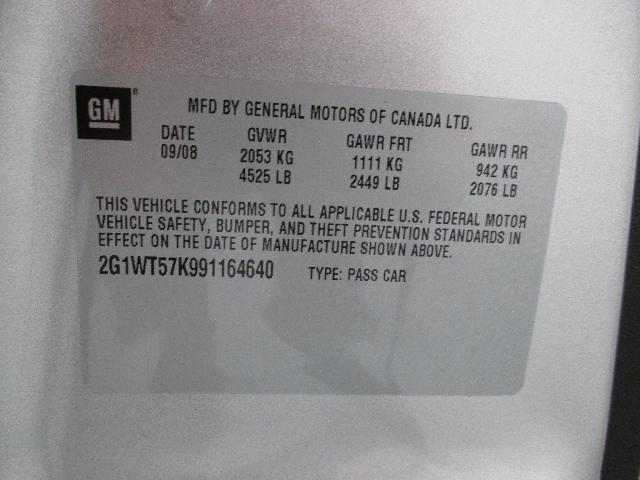 GM ®
MFD BY GENERAL MOTORS OF CANADA LTD.
DATE GVWR GAWR FRT GAWR RR
09/08 2053 KG 1111 KG 942 KG
4525 LB 2449 LB 2076 LB
THIS VEHICLE CONFORMS TO ALL APPLICABLE U.S. FEDERAL MOTOR
VEHICLE SAFETY, BUMPER, AND THEFT PREVENTION STANDARDS IN
EFFECT ON THE DATE OF MANUFACTURE SHOWN ABOVE.
2G1WT57K991164640 TYPE: PASS CAR